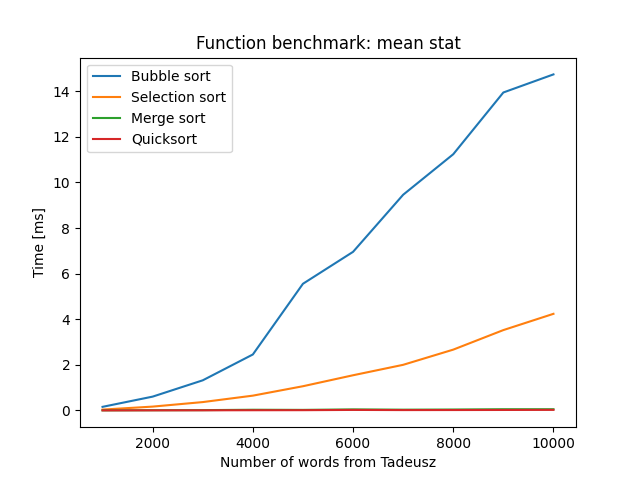 Function benchmark: mean stat
Bubble sort
Selection sort
Merge sort
Quicksort
14
12
10
8
6
4
2
0
Time [ms]
2000 4000 6000 8000 10000
Number of words from Tadeusz